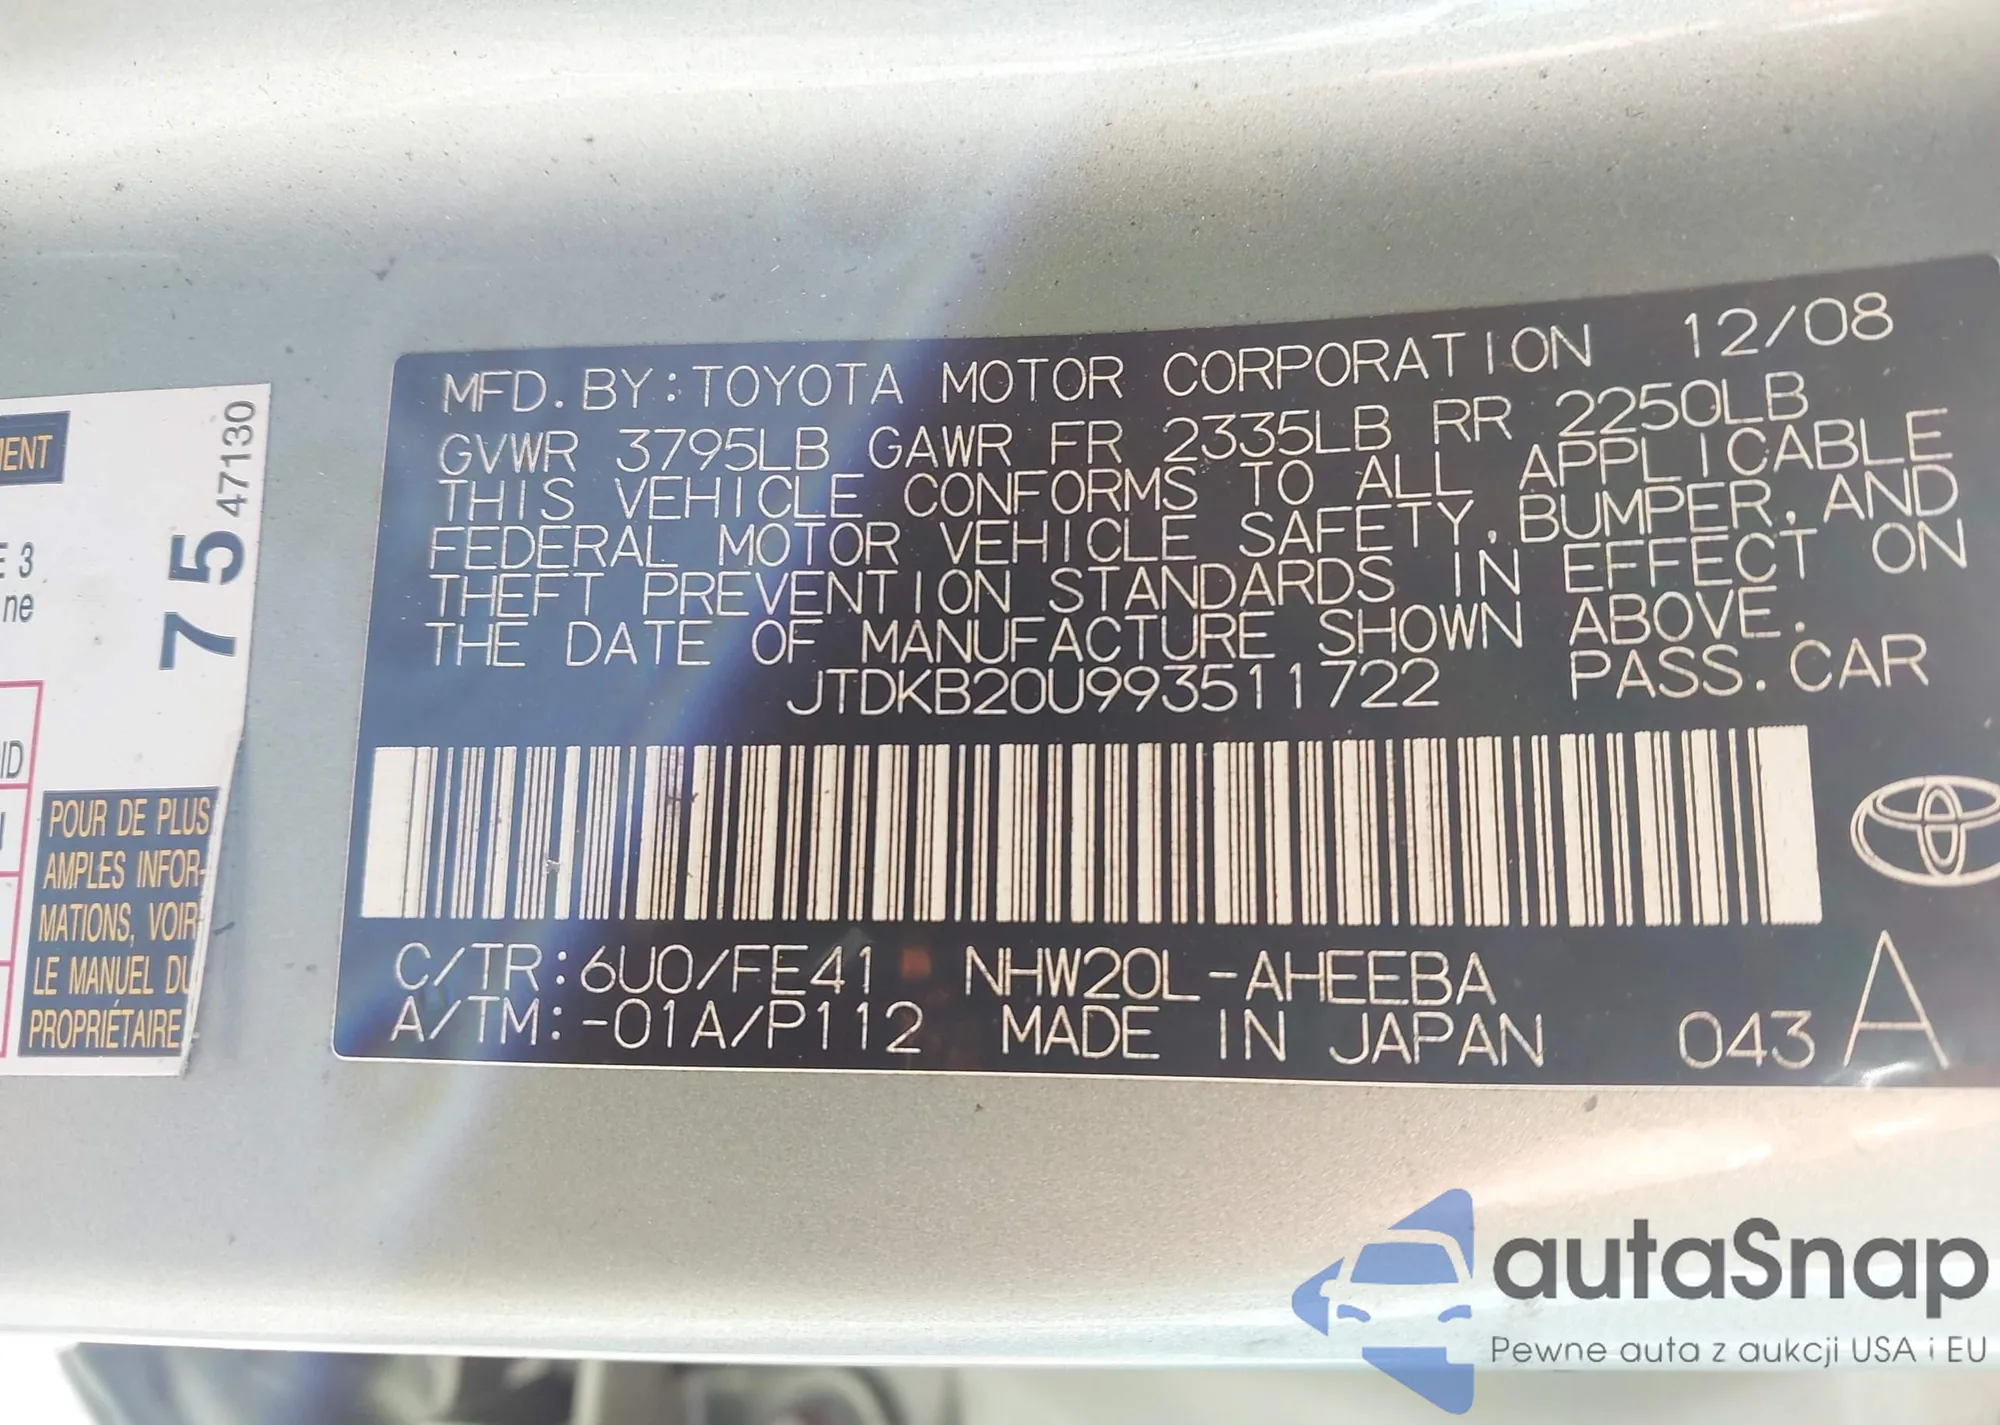 MFD. BY: TOYOTA MOTOR CORPORATION 12/08
GVWR 3795LB GAWR FR 2335LB RR 2250LB
THIS VEHICLE CONFORMS TO ALL APPLICABLE
FEDERAL MOTOR VEHICLE SAFETY, BUMPER, AND
THEFT PREVENTION STANDARDS IN EFFECT ON
THE DATE OF MANUFACTURE SHOWN ABOVE.
JTDKB20U993511722 PASS. CAR
C/TR: 6U0/FE41 NHW20L-AHEEBA
A/TM: -01A/P112 MADE IN JAPAN 043 A
75 47130
E 3
ne
POUR DE PLUS
AMPLES INFOR-
MATIONS, VOIR
LE MANUEL DU
PROPRIÉTAIRE
autaSnap
Pewne auta z aukcji USA i EU